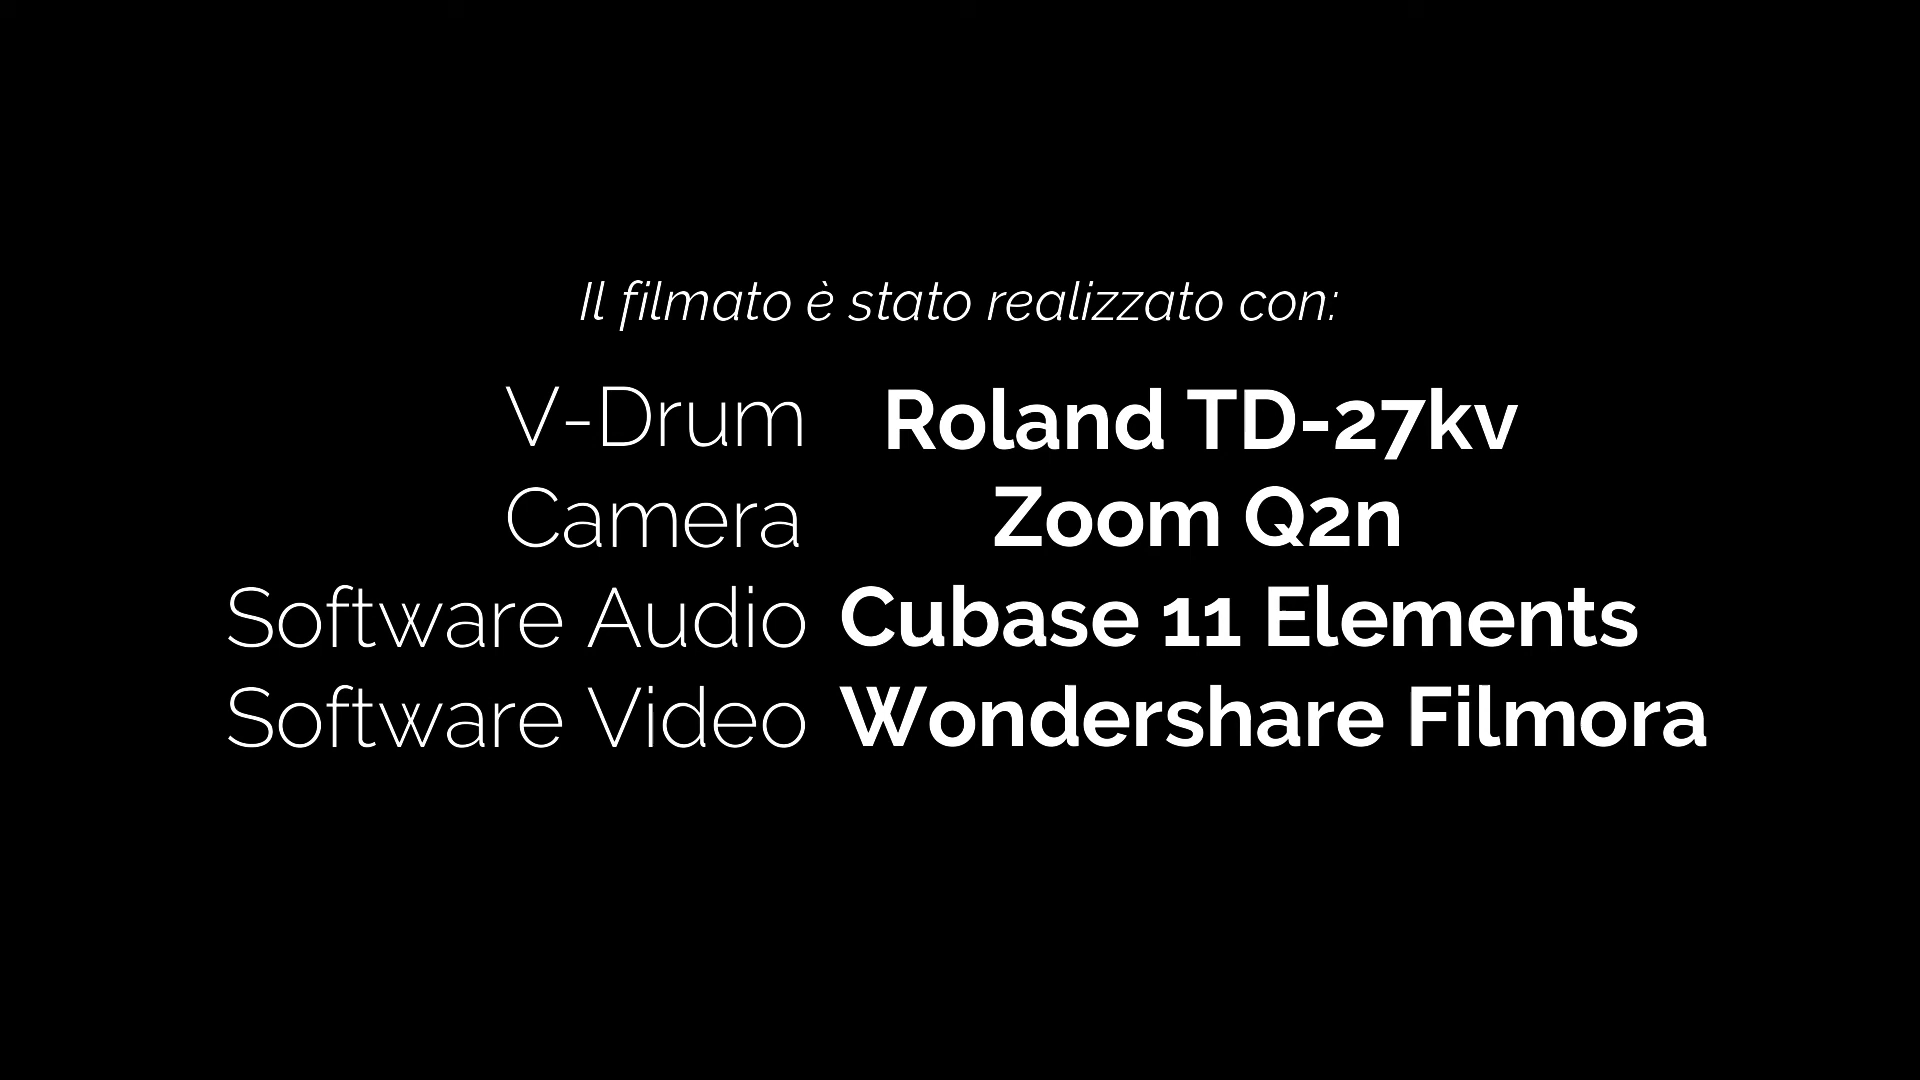 Il filmato è stato realizzato con:
V-Drum Roland TD-27kv
Camera Zoom Q2n
Software Audio Cubase 11 Elements
Software Video Wondershare Filmora